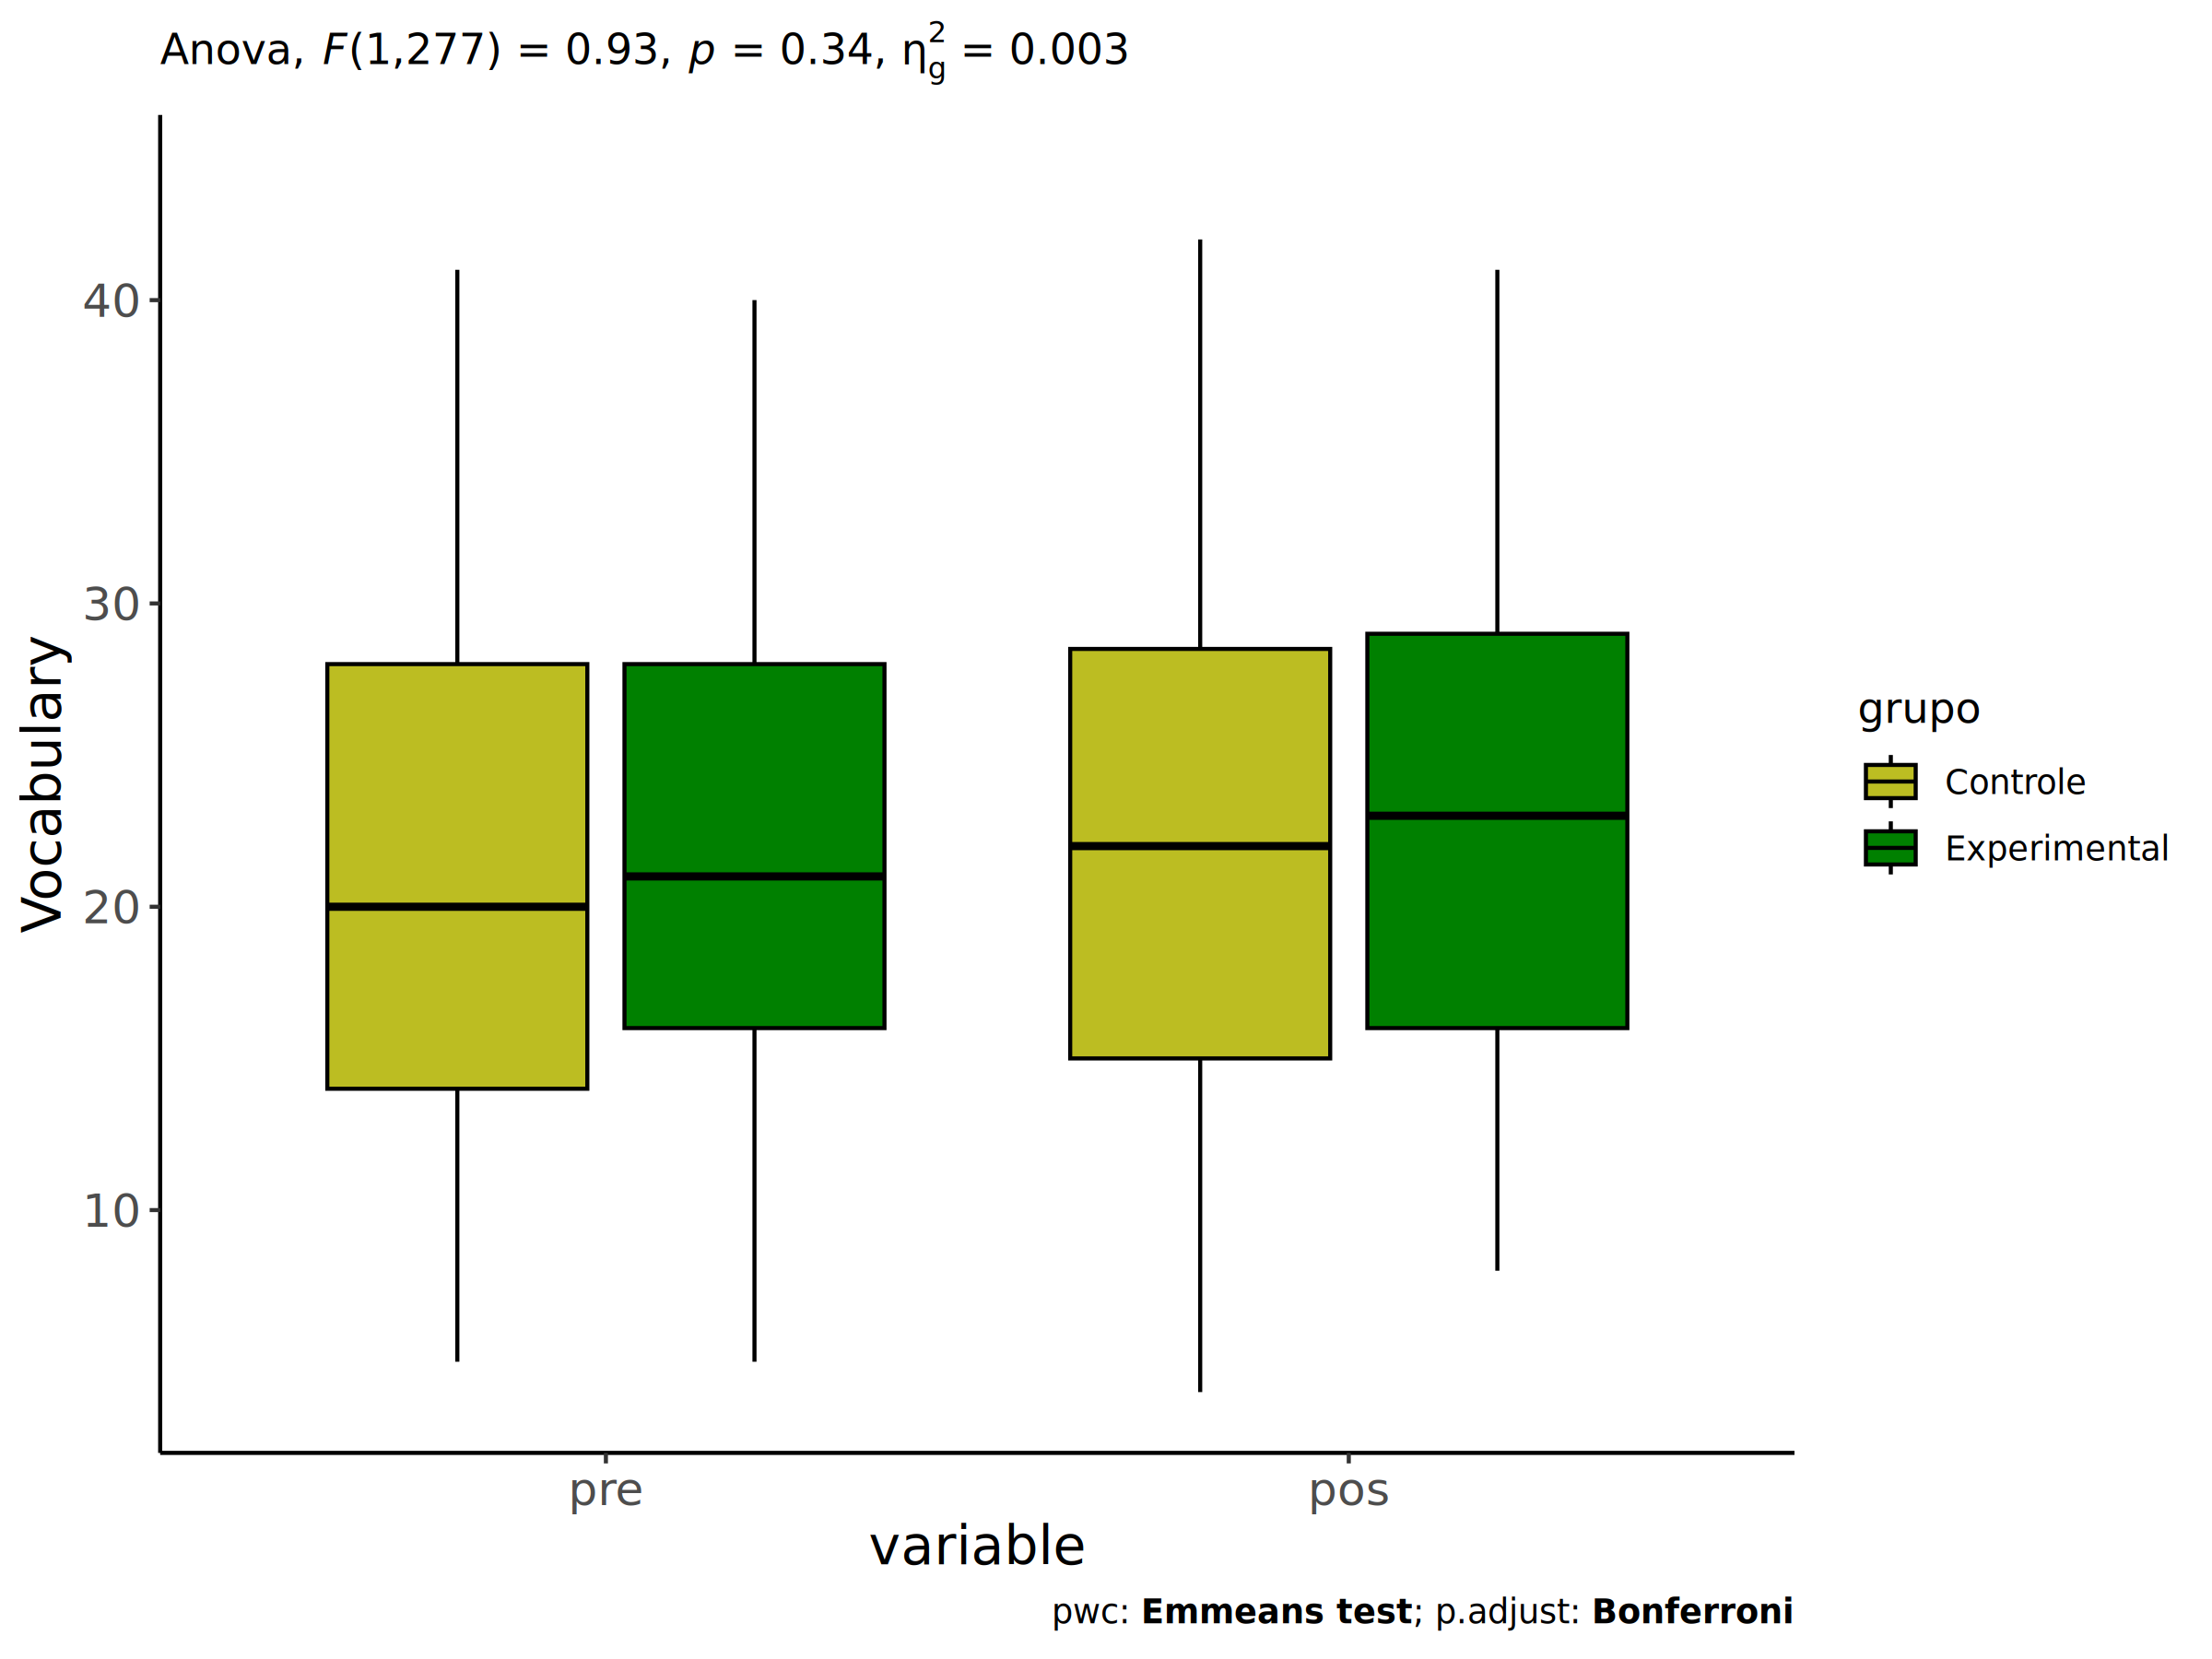 Anova, F(1,277) = 0.93, p = 0.34, η²g = 0.003
Vocabulary
40
30
20
10
pre
pos
variable
grupo
Controle
Experimental
pwc: Emmeans test; p.adjust: Bonferroni